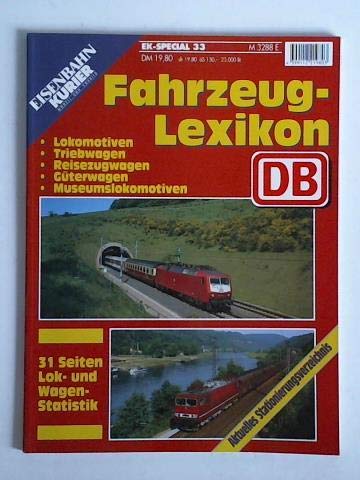 EK-SPECIAL 33
M 3288 E
DM 19,80
EISENBAHN
KURIER
Fahrzeug-
Lexikon
DB
• Lokomotiven
• Triebwagen
• Reisezugwagen
• Güterwagen
• Museumslokomotiven
31 Seiten
Lok- und
Wagen-
Statistik
Aktuelles Stationierungsverzeichnis